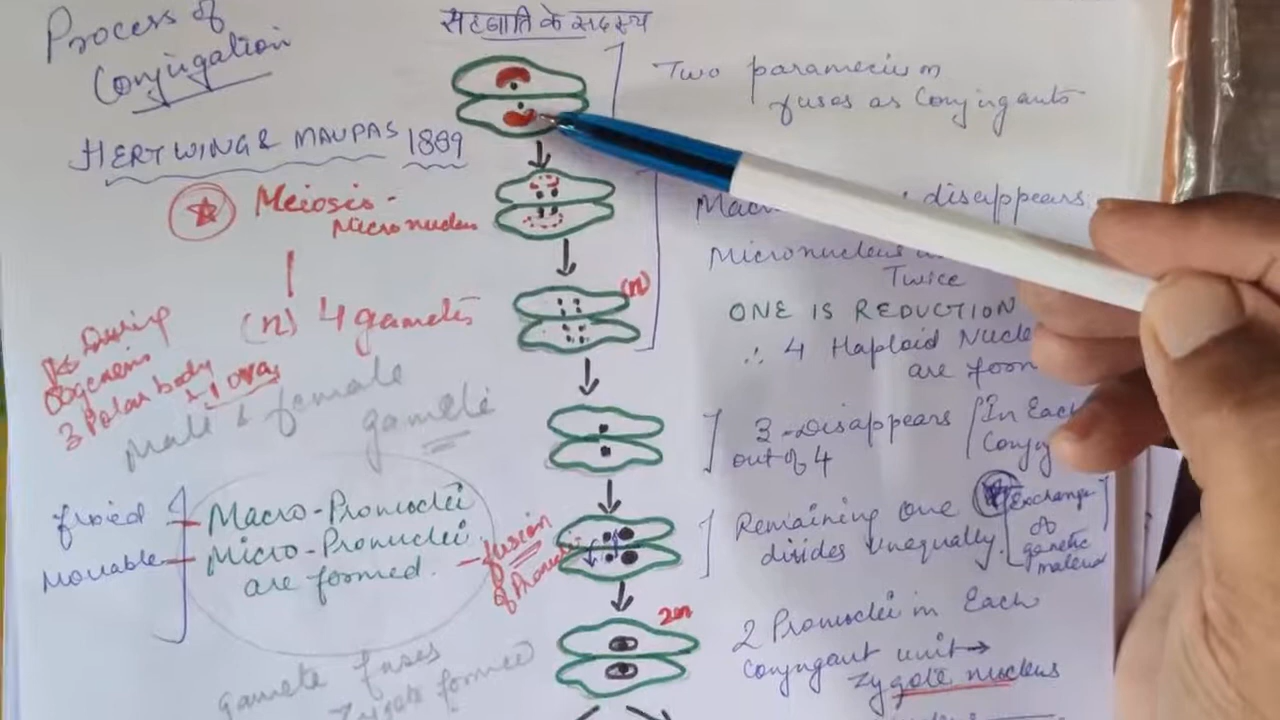 Process of
Conjugation
सहजाति के सदस्य
Two paramecium
fuses as Conjugants
HERTWING & MAUPAS 1889
Meiosis -
Micronucleus
disappears
Micronucleus
Twice
ONE IS REDUCTION
∴ 4 Haploid Nucle
are form
(n)
(n) 4 gametes
During
Oogenesis
3 Polar body
+ 1 ova
Male & female
gamete
3 - Disappears
out of 4
In Each
Conjug
fixed
Movable
Macro-Pronuclei
Micro-Pronuclei
are formed.
fusion
of Pronuclei
Remaining one
divides unequally.
Exchange
of
genetic
material
2n
2 Pronuclei in Each
Conjugant unit →
Zygote nucleus
gamete fuses
Zygote formed